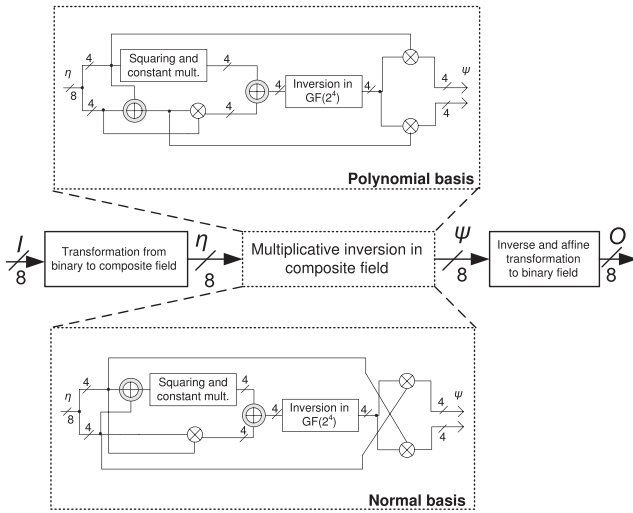 4
Squaring and
constant mult.
4
η
8
4
4
4
Inversion in
GF(2⁴)
4
4
ψ
4
Polynomial basis
I
8
Transformation from
binary to composite field
η
8
Multiplicative inversion in
composite field
Ψ
8
Inverse and affine
transformation
to binary field
O
8
4
Squaring and
constant mult.
4
η
8
4
4
4
Inversion in
GF(2⁴)
4
4
ψ
4
Normal basis